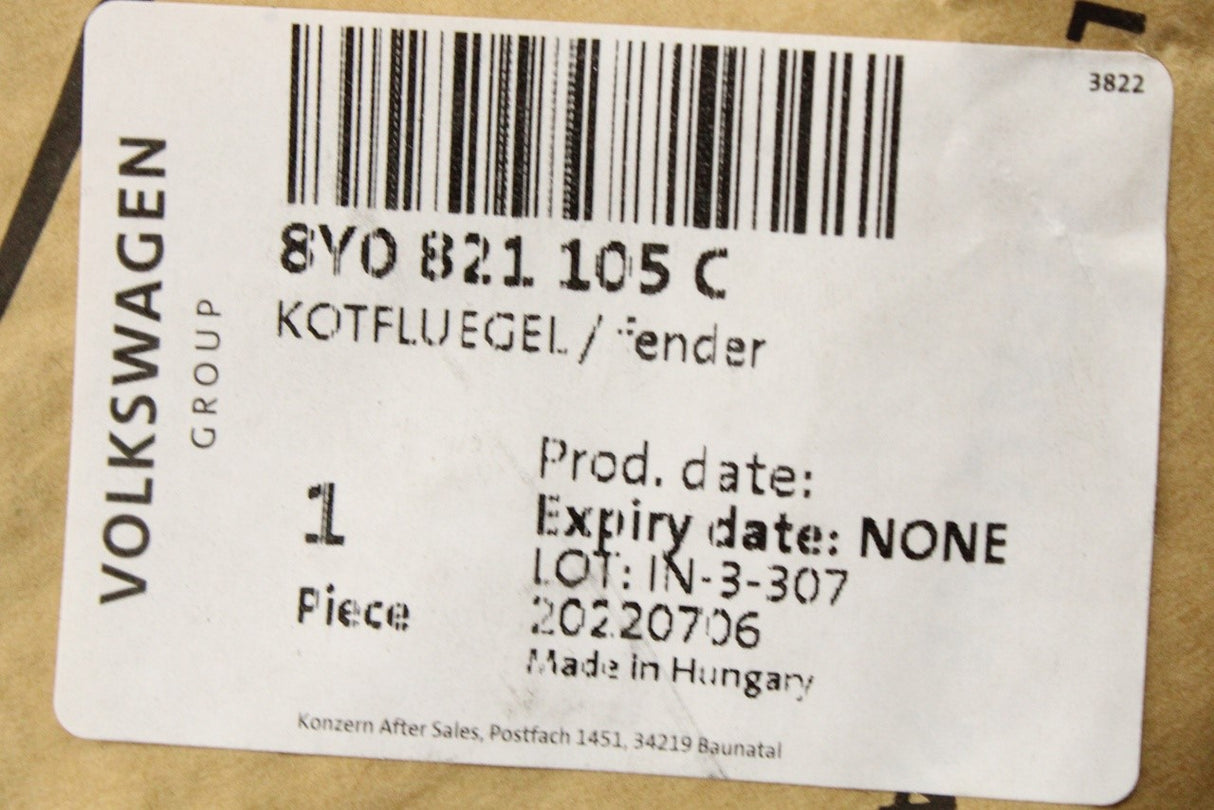 3822
VOLKSWAGEN
GROUP
8Y0 821 105 C
KOTFLUEGEL / Fender
1
Piece
Prod. date:
Expiry date: NONE
LOT: IN-3-307
20220706
Made in Hungary
Konzern After Sales, Postfach 1451, 34219 Baunatal